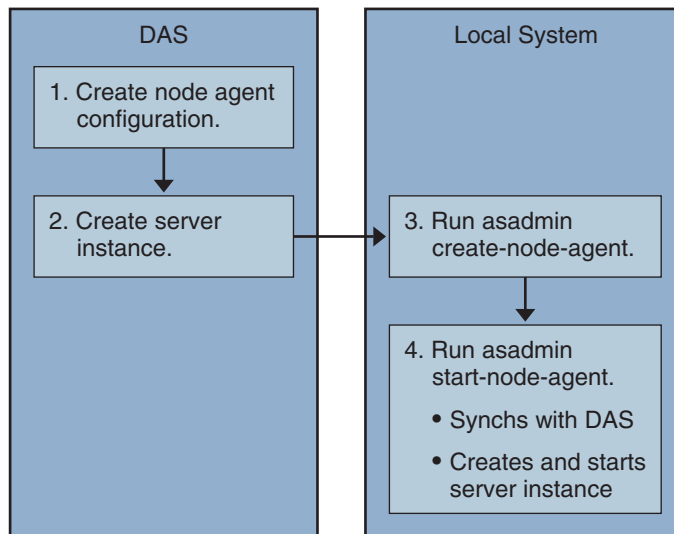 DAS
1. Create node agent
configuration.
2. Create server
instance.
Local System
3. Run asadmin
create-node-agent.
4. Run asadmin
start-node-agent.
• Synchs with DAS
• Creates and starts
server instance